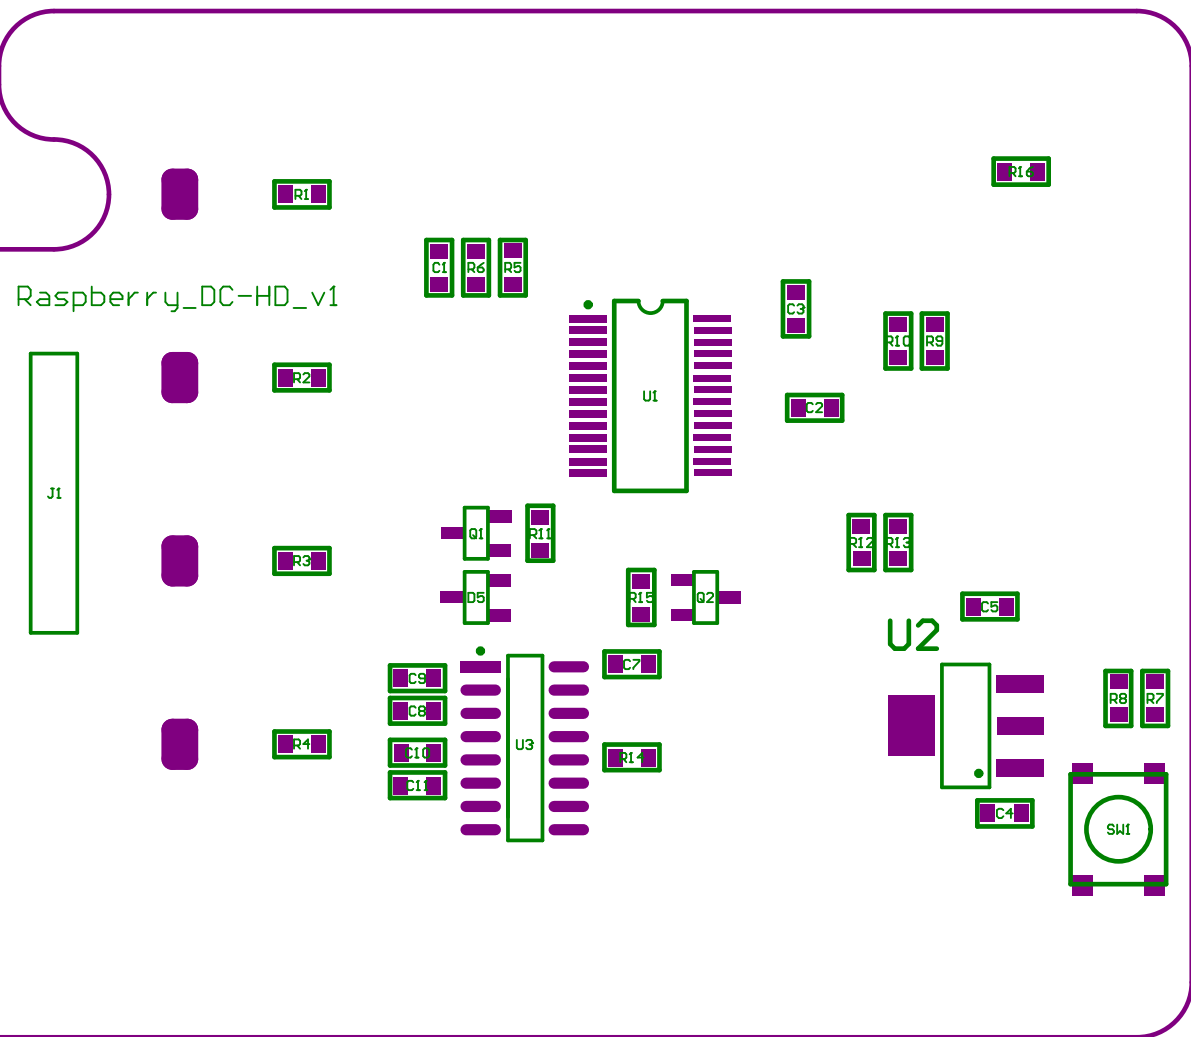 R16
R1
C1 R6 R5
Raspberry_DC-HD_v1
C3
R10 R9
R2
U1
C2
J1
Q1 R11
R12 R13
R3
D5 R15 Q2
C5
U2
C7
C9
R8 R7
C8
R4 U3
C10 R14
C11
C4
SW1